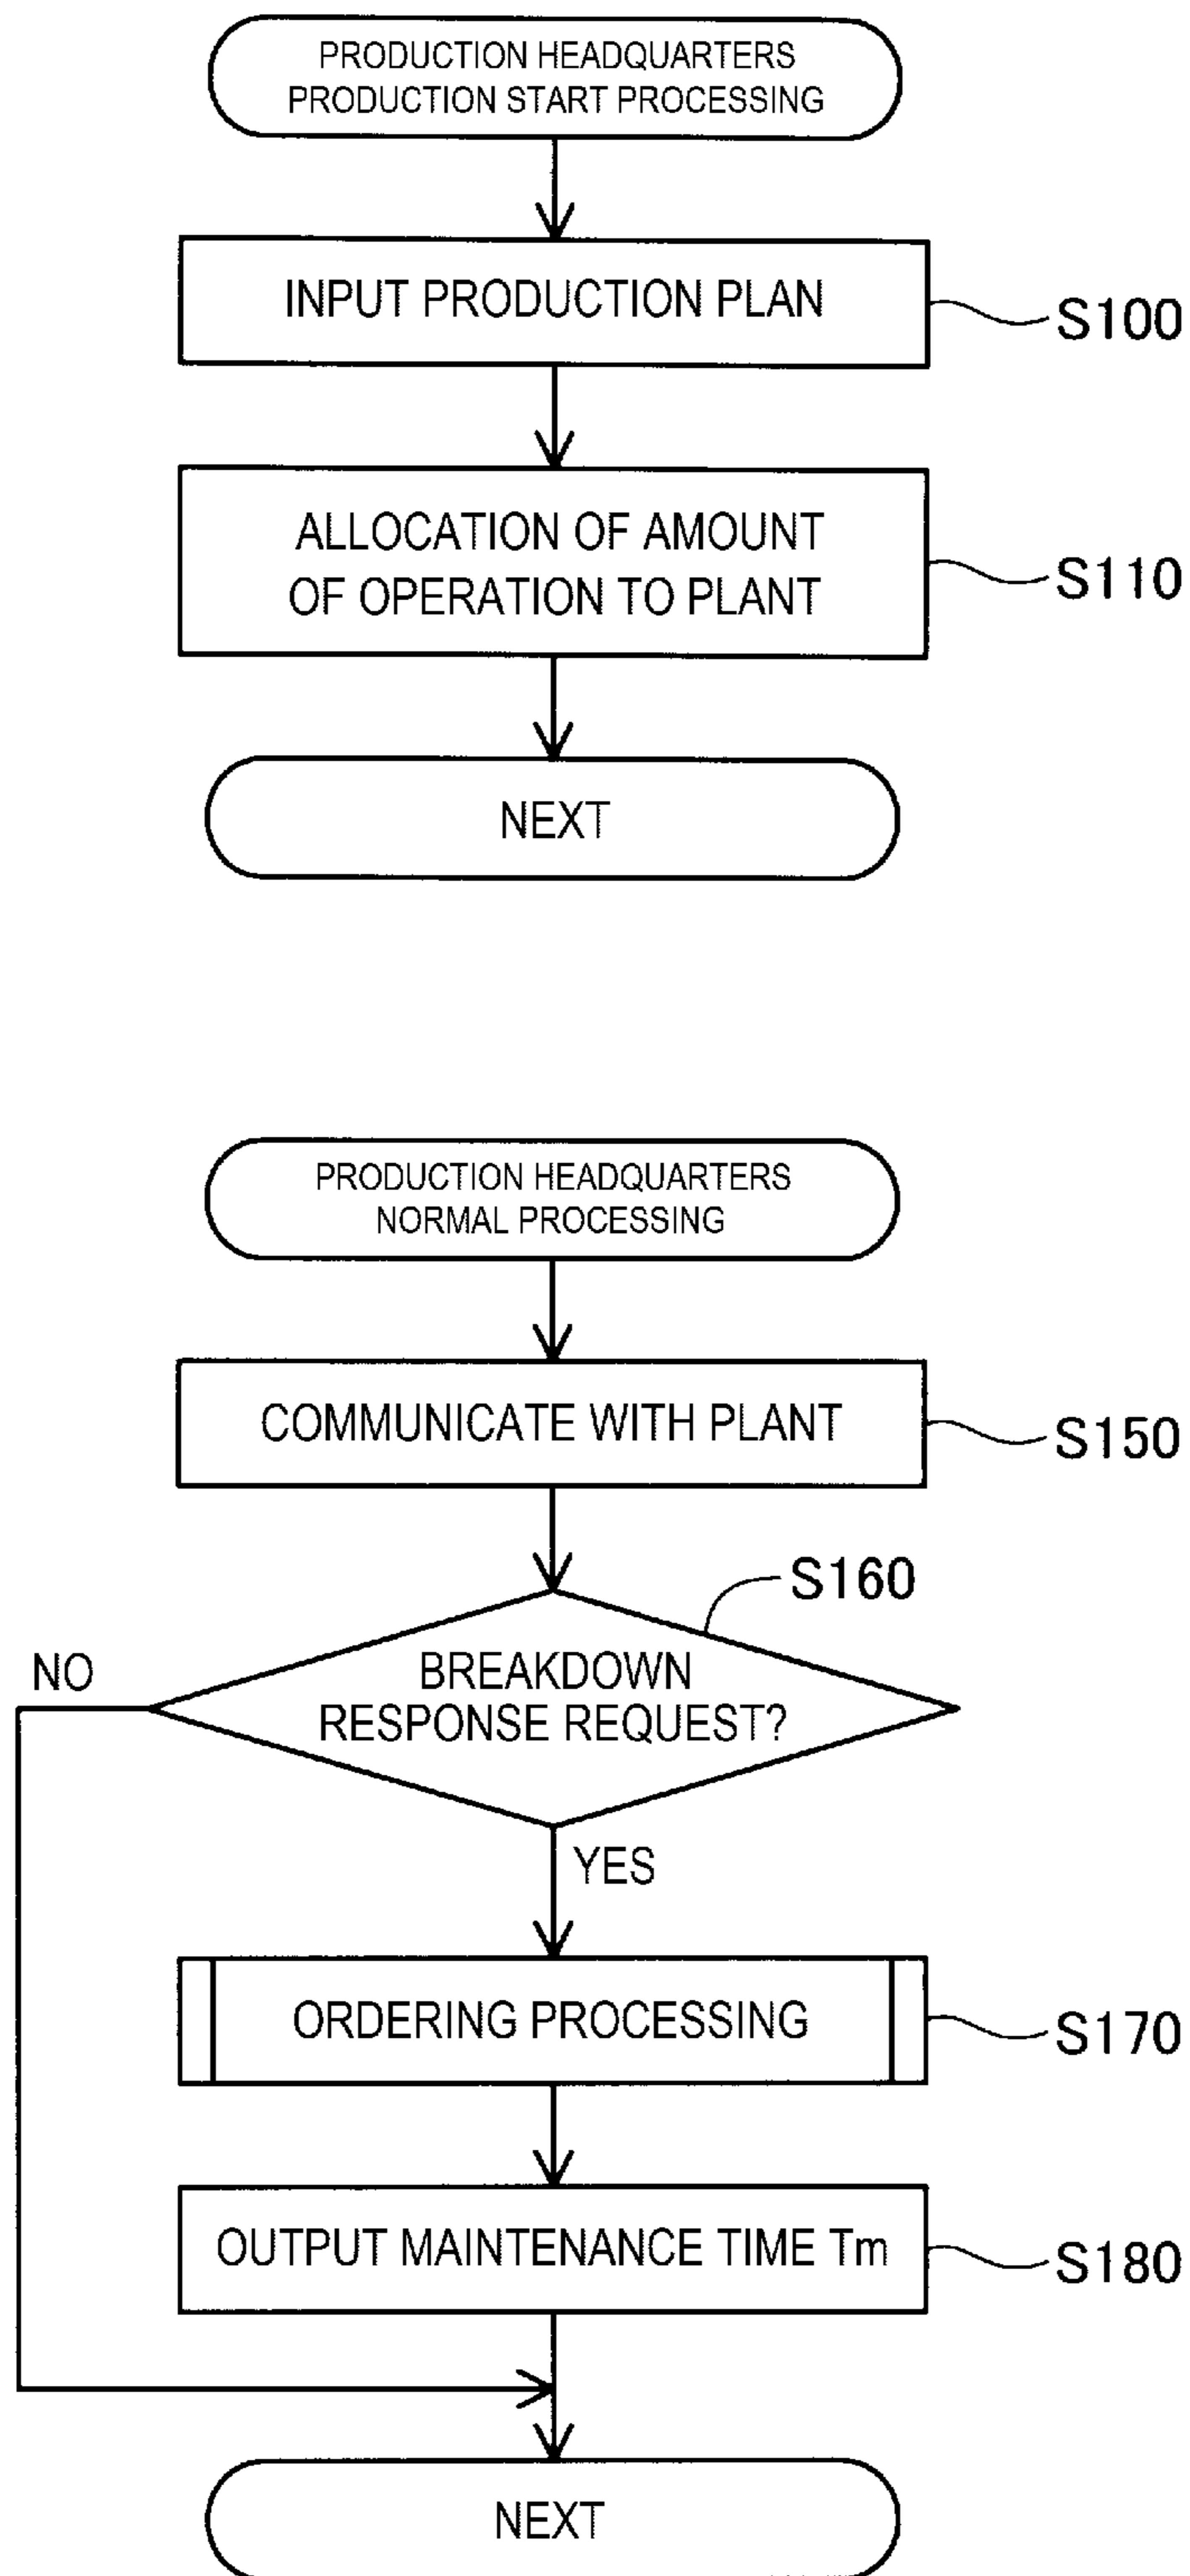 PRODUCTION HEADQUARTERS
PRODUCTION START PROCESSING
INPUT PRODUCTION PLAN
S100
ALLOCATION OF AMOUNT
OF OPERATION TO PLANT
S110
NEXT
PRODUCTION HEADQUARTERS
NORMAL PROCESSING
COMMUNICATE WITH PLANT
S150
S160
NO
BREAKDOWN
RESPONSE REQUEST?
YES
ORDERING PROCESSING
S170
OUTPUT MAINTENANCE TIME Tm
S180
NEXT